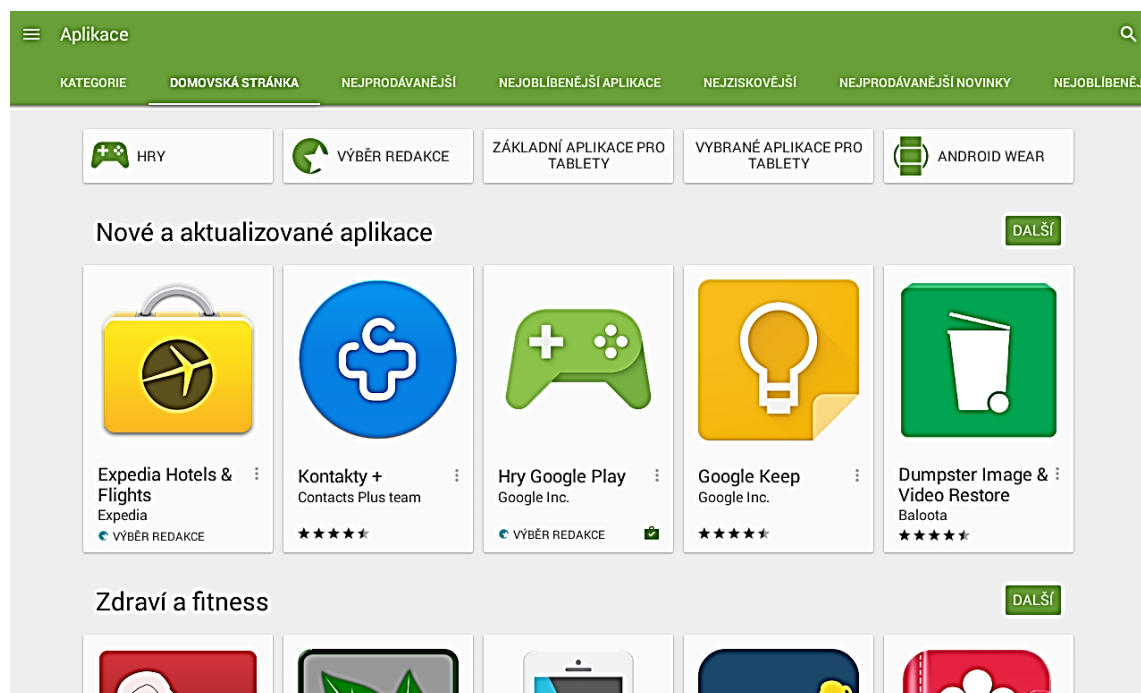 Aplikace
KATEGORIE DOMOVSKÁ STRÁNKA NEJPRODÁVANĚJŠÍ NEJOBLÍBENĚJŠÍ APLIKACE NEJZISKOVĚJŠÍ NEJPRODÁVANĚJŠÍ NOVINKY NEJOBLÍBENĚJ
HRY
VÝBĚR REDAKCE
ZÁKLADNÍ APLIKACE PRO
TABLETY
VYBRANÉ APLIKACE PRO
TABLETY
ANDROID WEAR
Nové a aktualizované aplikace
DALŠÍ
Expedia Hotels &
Flights
Expedia
VÝBĚR REDAKCE
Kontakty +
Contacts Plus team
Hry Google Play
Google Inc.
VÝBĚR REDAKCE
Google Keep
Google Inc.
Dumpster Image &
Video Restore
Baloota
Zdraví a fitness
DALŠÍ